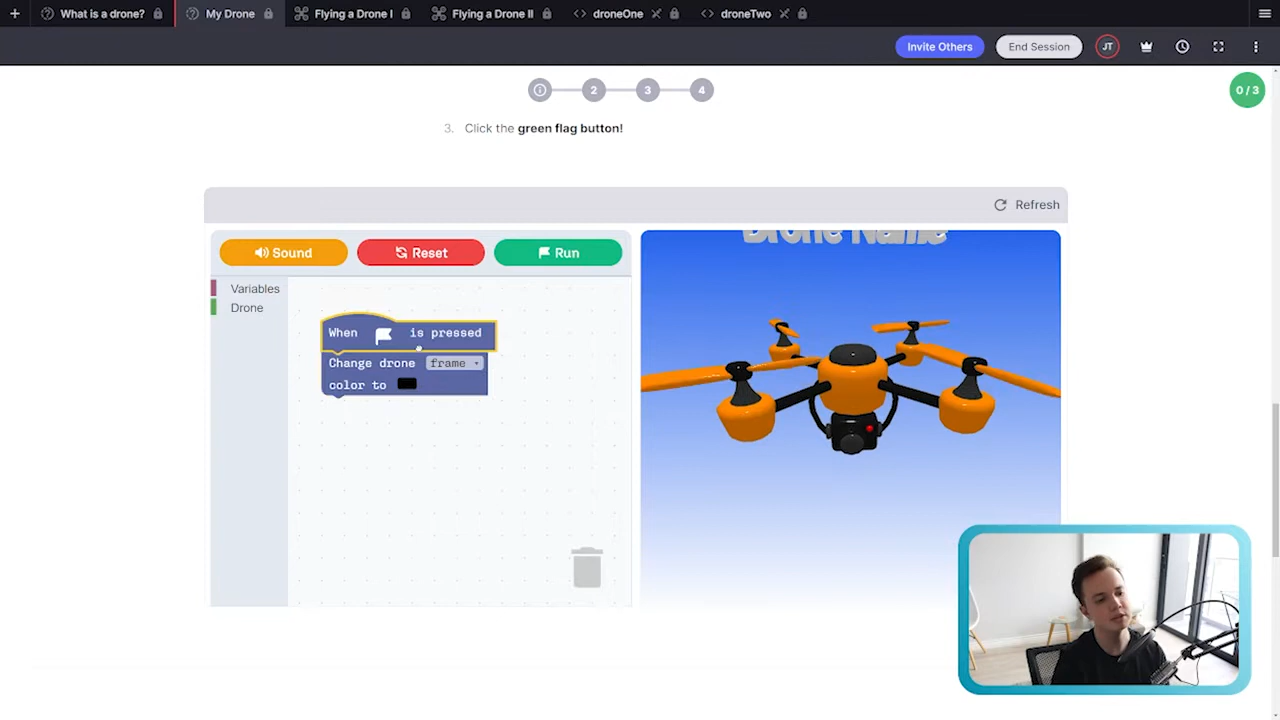 What is a drone?
My Drone
Flying a Drone I
Flying a Drone II
droneOne
droneTwo
Invite Others
End Session
JT
2
3
4
0 / 3
3. Click the green flag button!
Refresh
Sound
Reset
Run
Variables
Drone
When is pressed
Change drone frame
color to
Drone Name